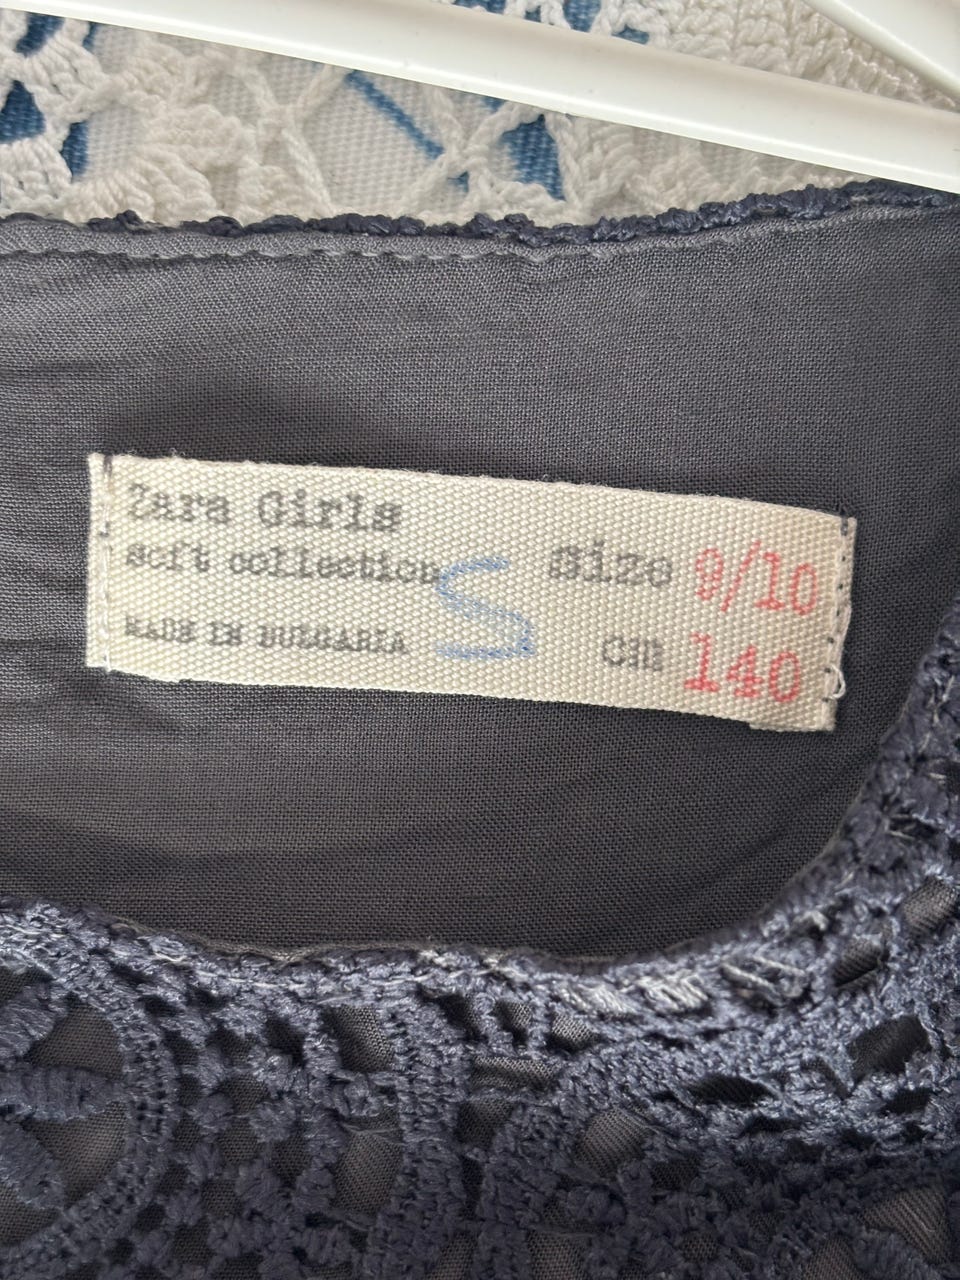 Zara Girls
soft collection
MADE IN BULGARIA
S
Size 9/10
cm 140